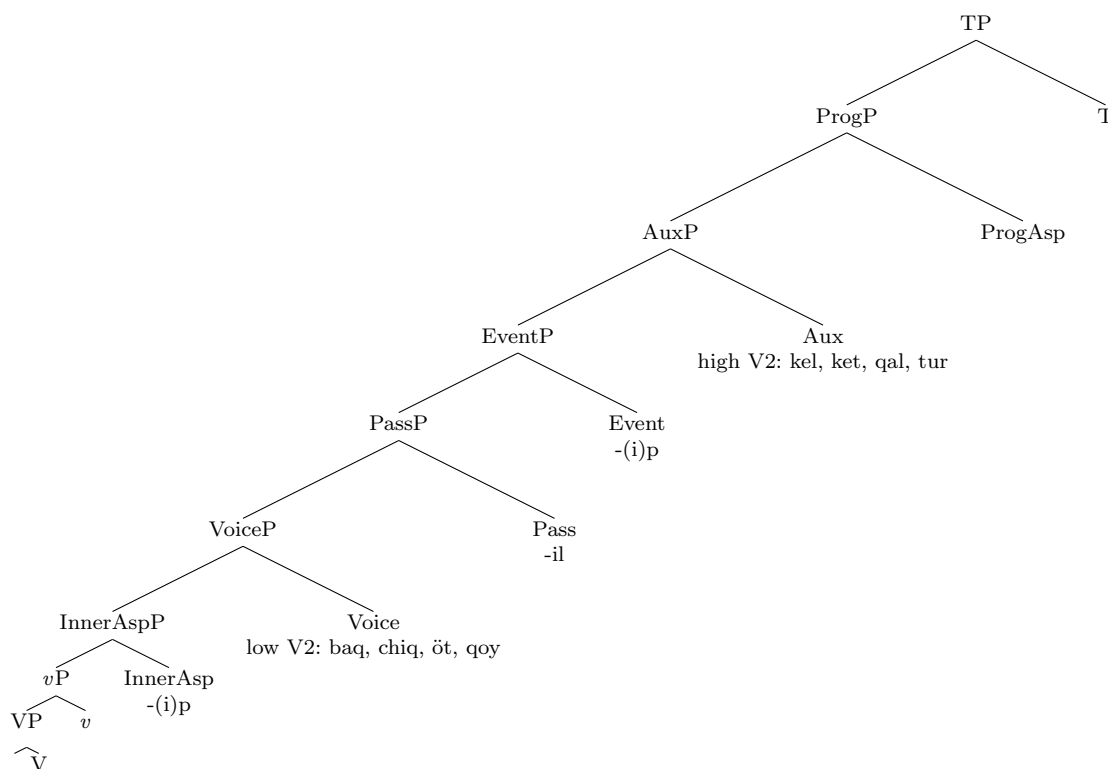 TP
ProgP T
AuxP ProgAsp
EventP Aux
high V2: kel, ket, qal, tur
PassP Event
-(i)p
VoiceP Pass
-il
InnerAspP Voice
low V2: baq, chiq, öt, qoy
vP InnerAsp
-(i)p
VP v
V